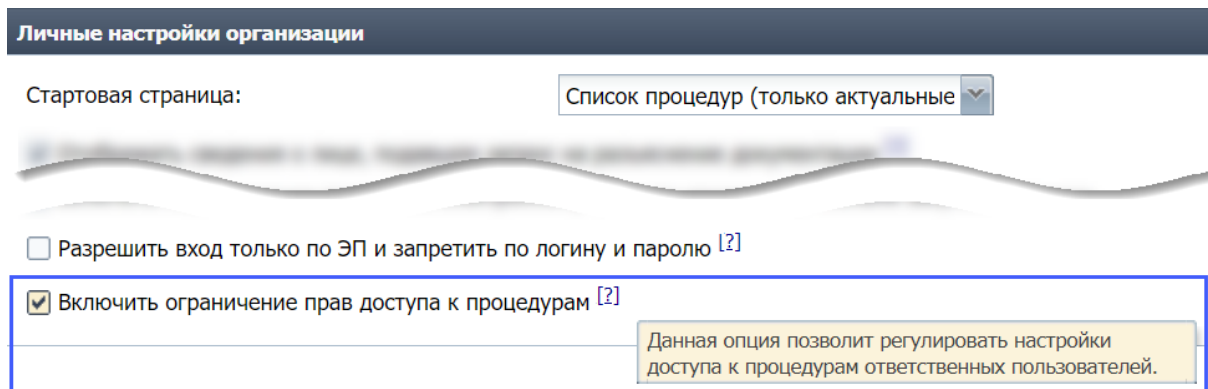 Личные настройки организации
Стартовая страница:
Список процедур (только актуальные
Разрешить вход только по ЭП и запретить по логину и паролю [?]
Включить ограничение прав доступа к процедурам [?]
Данная опция позволит регулировать настройки
доступа к процедурам ответственных пользователей.